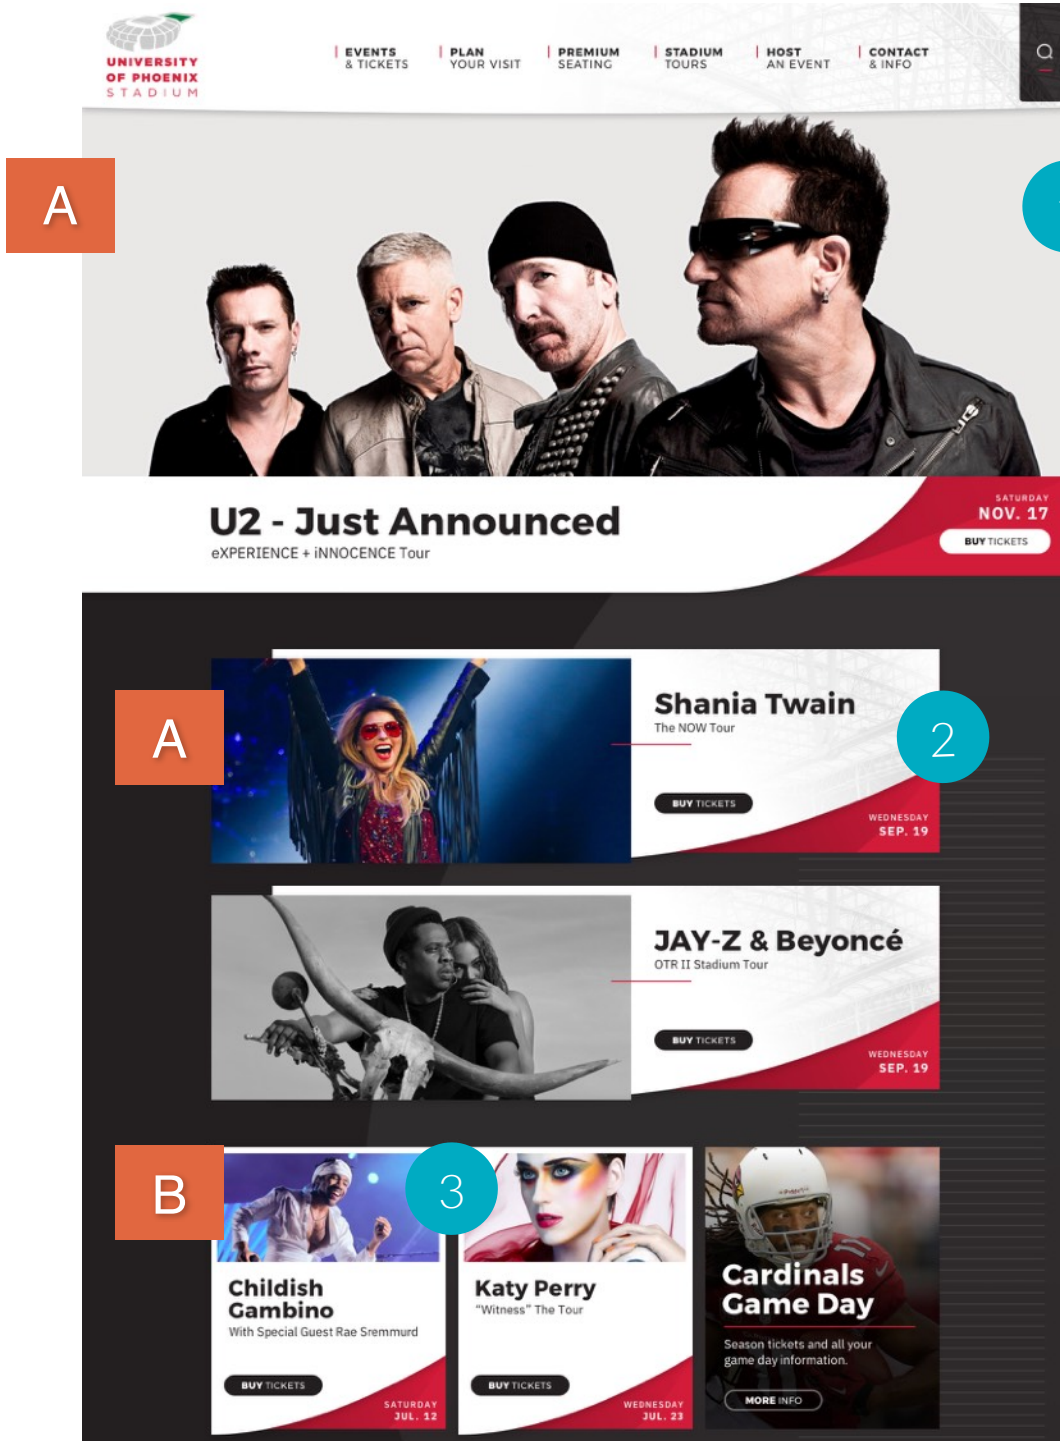 UNIVERSITY
OF PHOENIX
STADIUM
EVENTS
& TICKETS
PLAN
YOUR VISIT
PREMIUM
SEATING
STADIUM
TOURS
HOST
AN EVENT
CONTACT
& INFO
A
U2 - Just Announced
eXPERIENCE + iNNOCENCE Tour
SATURDAY
NOV. 17
BUY TICKETS
A
Shania Twain
The NOW Tour
2
BUY TICKETS
WEDNESDAY
SEP. 19
JAY-Z & Beyoncé
OTR II Stadium Tour
BUY TICKETS
WEDNESDAY
SEP. 19
B
3
Childish
Gambino
With Special Guest Rae Sremmurd
BUY TICKETS
SATURDAY
JUL. 12
Katy Perry
"Witness" The Tour
BUY TICKETS
WEDNESDAY
JUL. 23
Cardinals
Game Day
Season tickets and all your
game day information.
MORE INFO